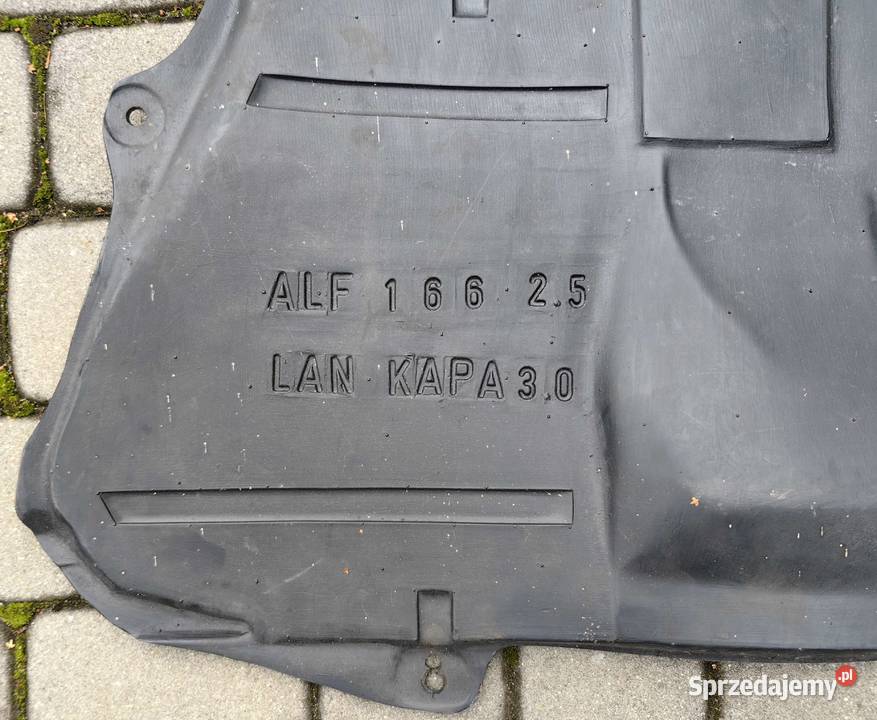 ALF 166 2.5
LAN KAPA 3.0
Sprzedajemy.pl